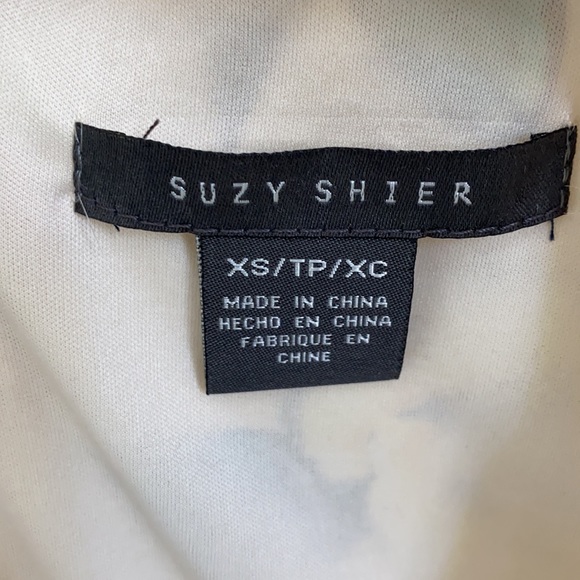 SUZY SHIER
XS/TP/XC
MADE IN CHINA
HECHO EN CHINA
FABRIQUE EN
CHINE